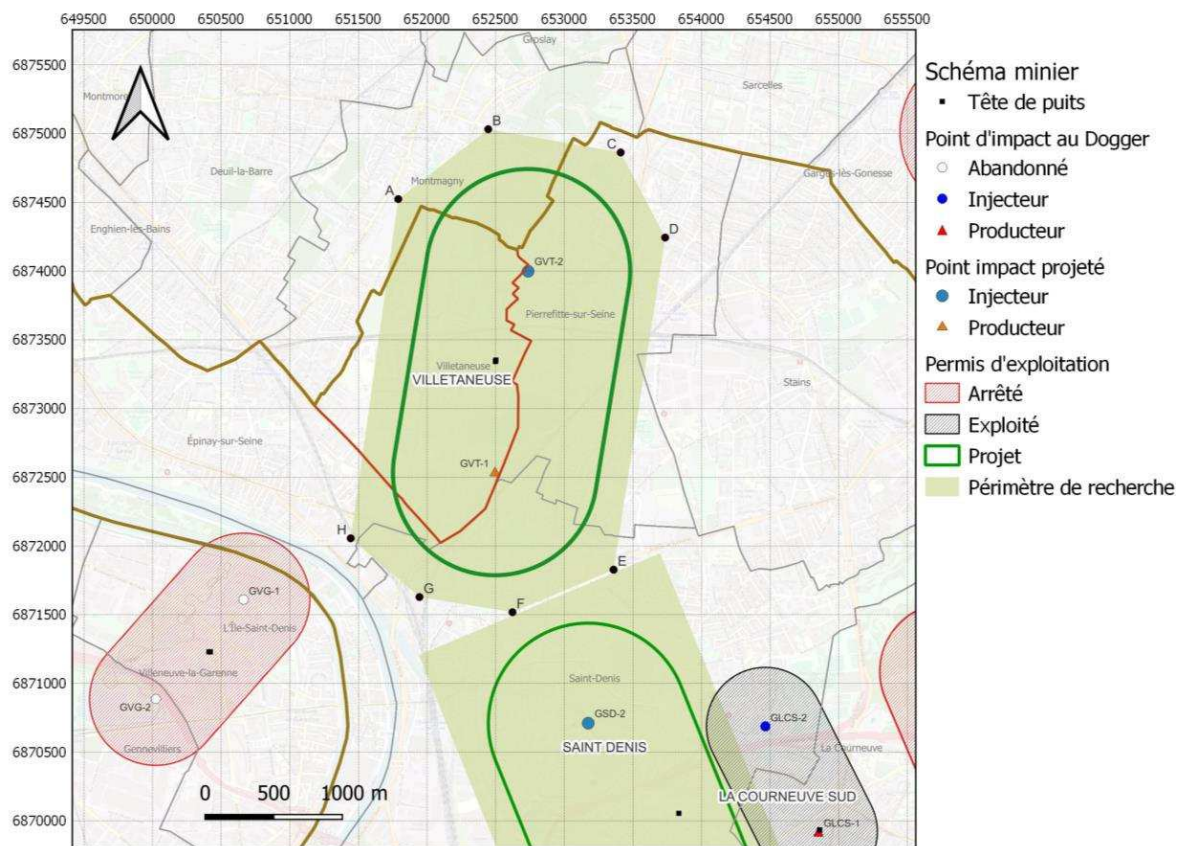 649500 650000 650500 651000 651500 652000 652500 653000 653500 654000 654500 655000 655500
6875500
6875000
6874500
6874000
6873500
6873000
6872500
6872000
6871500
6871000
6870500
6870000
Groslay
Sarcelles
B
C
Deuil-la-Barre
Montmagny
A
Enghien-les-Bains
D
GVT-2
Pierrefitte-sur-Seine
Villetaneuse
VILLETANEUSE
Stains
Épinay-sur-Seine
GVT-1
H
E
GVG-1
G
F
L'Île-Saint-Denis
Villeneuve-la-Garenne
Saint-Denis
GVG-2
GSD-2
GLCS-2
Gennevilliers
SAINT DENIS
La Courneuve
LA COURNEUVE SUD
GLCS-1
0 500 1000 m
Schéma minier
Tête de puits
Point d'impact au Dogger
Abandonné
Injecteur
Producteur
Point impact projeté
Injecteur
Producteur
Permis d'exploitation
Arrêté
Exploité
Projet
Périmètre de recherche